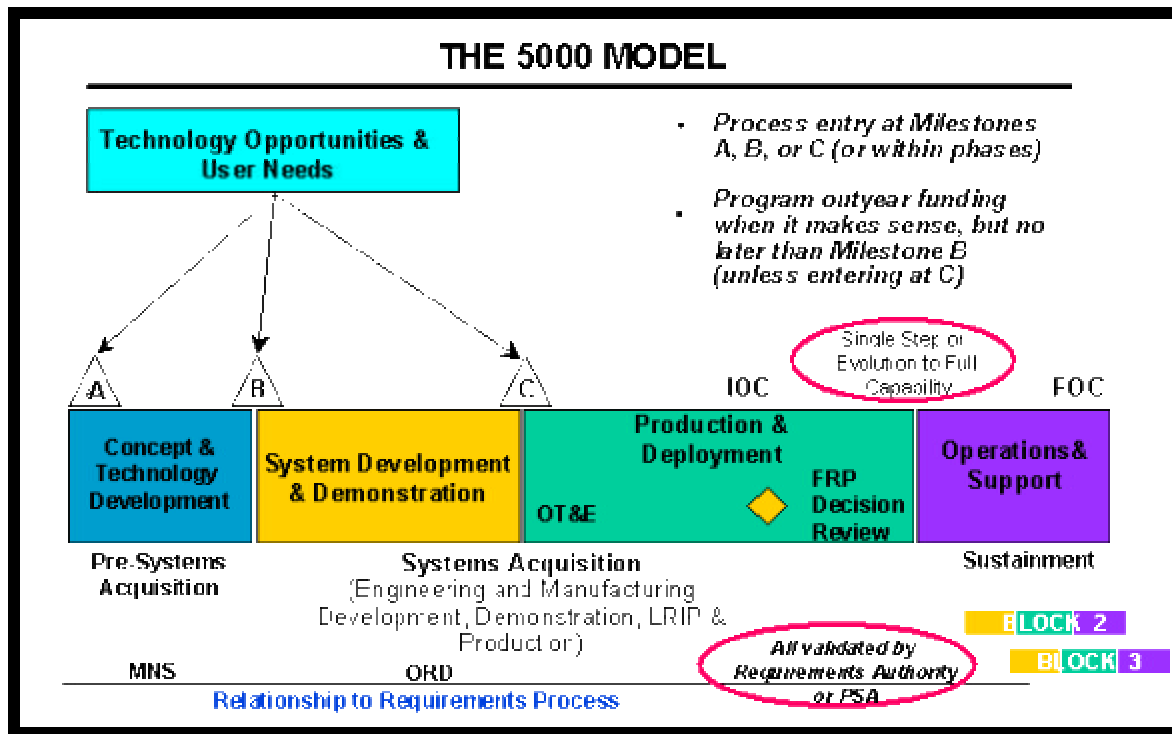 THE 5000 MODEL
Technology Opportunities &
User Needs
• Process entry at Milestones
A, B, or C (or within phases)
• Program outyear funding
when it makes sense, but no
later than Milestone B
(unless entering at C)
Single Step or
Evolution to Full
Capability
A
B
C
IOC
FOC
Concept &
Technology
Development
System Development
& Demonstration
Production &
Deployment
OT&E
FRP
Decision
Review
Operations&
Support
Pre-Systems
Acquisition
Systems Acquisition
(Engineering and Manufacturing
Development, Demonstration, LRIP &
Production)
Sustainment
BLOCK 2
BLOCK 3
MNS
ORD
All validated by
Requirements Authority
or PSA
Relationship to Requirements Process